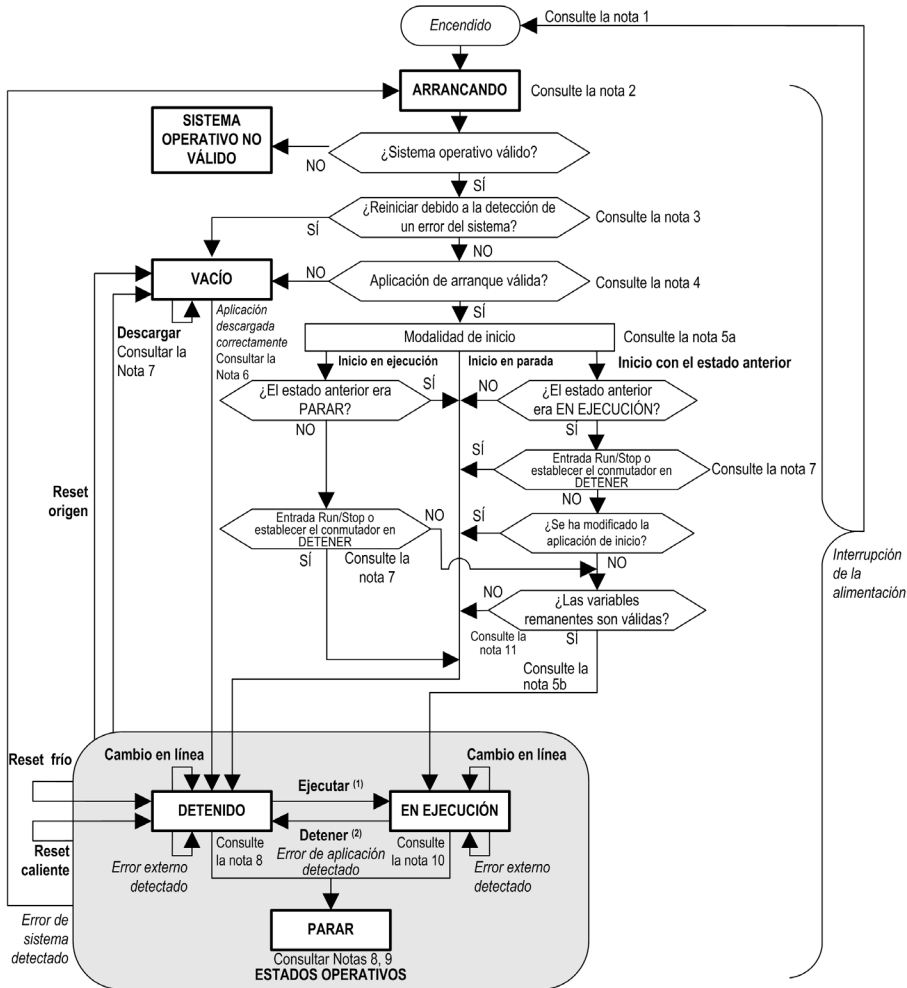 Encendido
Consulte la nota 1
ARRANCANDO
Consulte la nota 2
SISTEMA
OPERATIVO NO
VÁLIDO
¿Sistema operativo válido?
NO
SÍ
¿Reiniciar debido a la detección de
un error del sistema?
Consulte la nota 3
SÍ
NO
VACÍO
NO
Aplicación de arranque válida?
Consulte la nota 4
SÍ
Descargar
Consultar la
Nota 7
Aplicación
descargada
correctamente
Consultar la
Nota 6
Modalidad de inicio
Consulte la nota 5a
Inicio en ejecución
Inicio en parada
Inicio con el estado anterior
¿El estado anterior era
PARAR?
SÍ
NO
NO
¿El estado anterior
era EN EJECUCIÓN?
SÍ
SÍ
Entrada Run/Stop o
establecer el conmutador en
DETENER
Consulte la nota 7
NO
Reset
origen
Entrada Run/Stop o
establecer el conmutador en
DETENER
NO
SÍ
Consulte la
nota 7
SÍ
¿Se ha modificado la
aplicación de inicio?
NO
Interrupción
de la
alimentación
NO
¿Las variables
remanentes son válidas?
SÍ
Consulte la
nota 11
Consulte la
nota 5b
Reset frío
Cambio en línea
Cambio en línea
Ejecutar (1)
DETENIDO
EN EJECUCIÓN
Detener (2)
Error de aplicación
detectado
Consulte
la nota 8
Consulte
la nota 10
Reset
caliente
Error externo
detectado
Error externo
detectado
Error de
sistema
detectado
PARAR
Consultar Notas 8, 9
ESTADOS OPERATIVOS